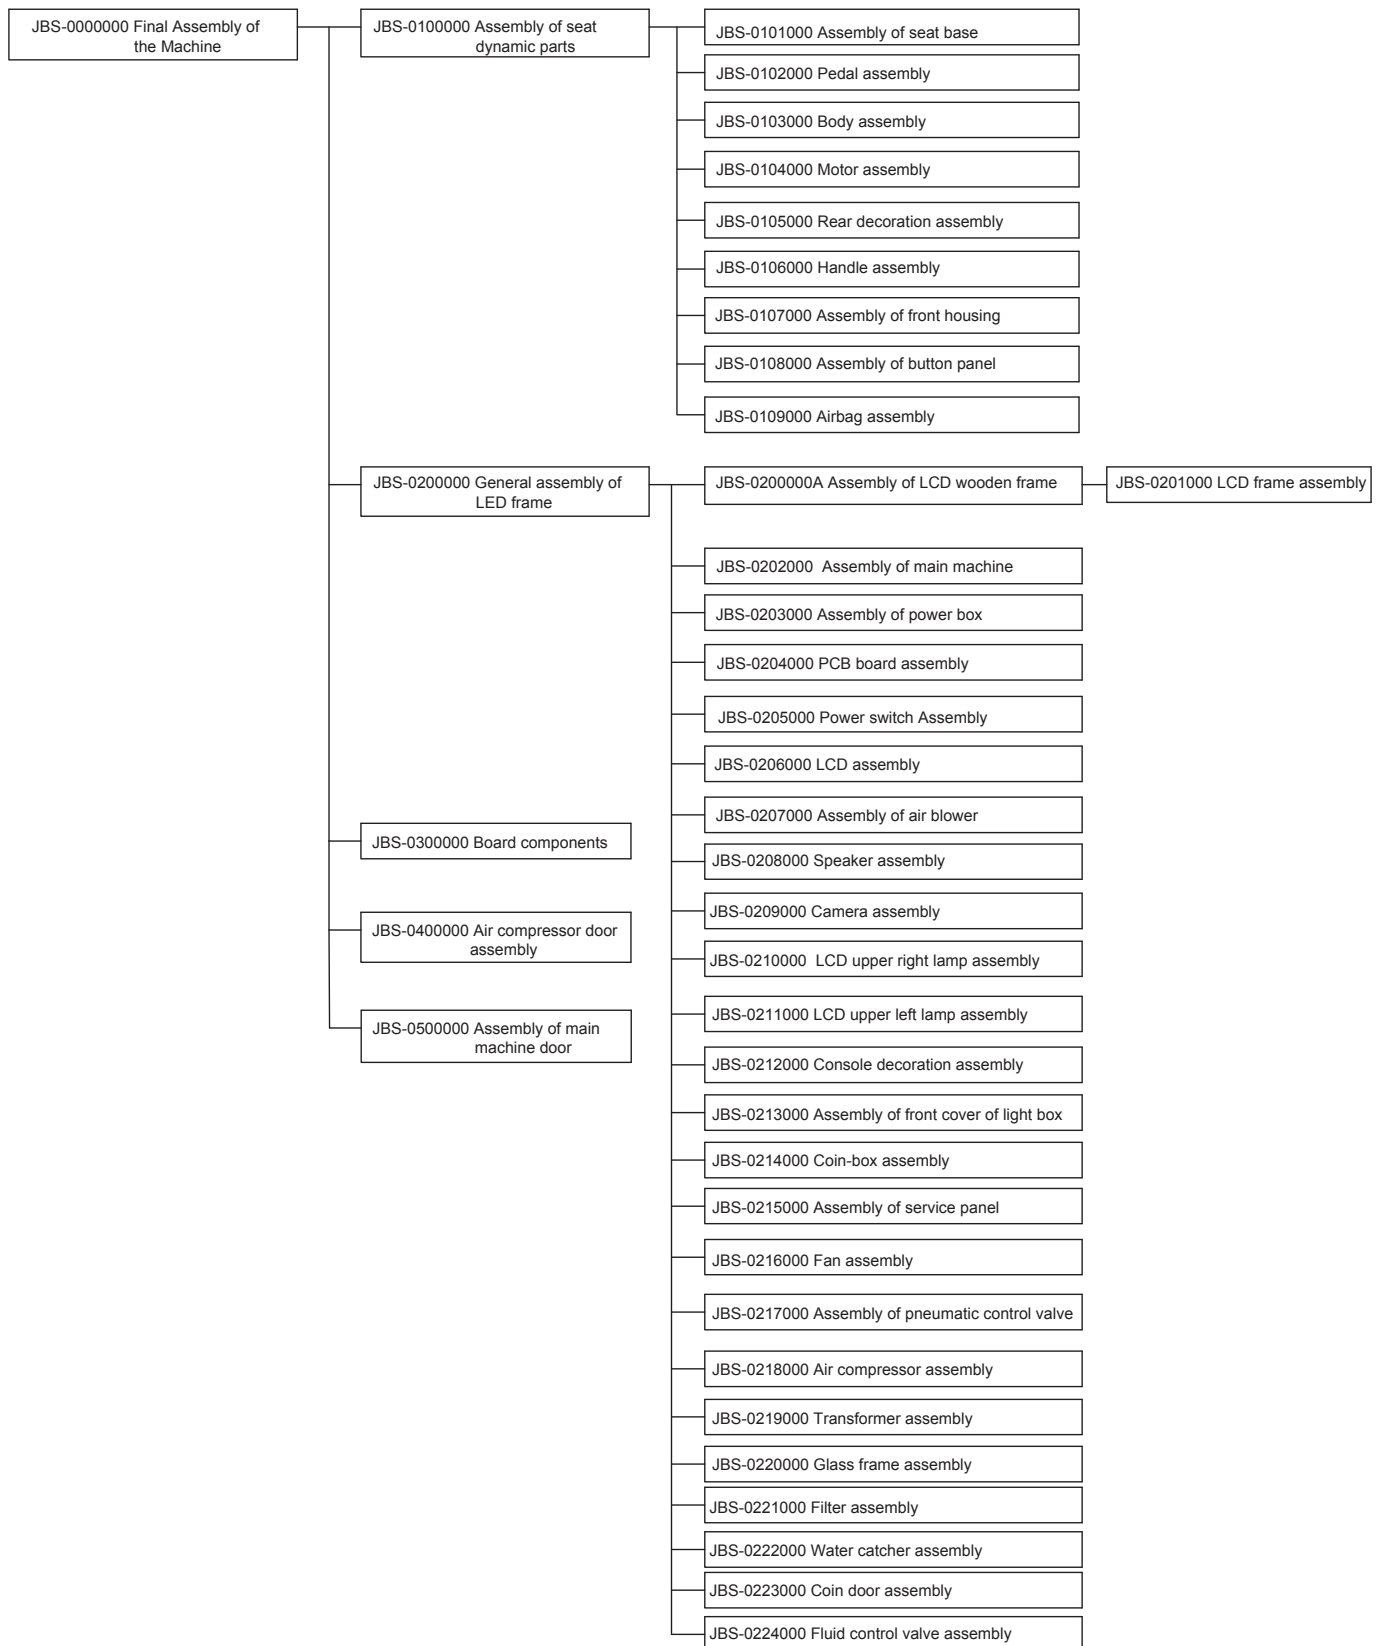 JBS-0000000 Final Assembly of
the Machine
JBS-0100000 Assembly of seat
dynamic parts
JBS-0101000 Assembly of seat base
JBS-0102000 Pedal assembly
JBS-0103000 Body assembly
JBS-0104000 Motor assembly
JBS-0105000 Rear decoration assembly
JBS-0106000 Handle assembly
JBS-0107000 Assembly of front housing
JBS-0108000 Assembly of button panel
JBS-0109000 Airbag assembly
JBS-0200000 General assembly of
LED frame
JBS-0200000A Assembly of LCD wooden frame
JBS-0201000 LCD frame assembly
JBS-0202000 Assembly of main machine
JBS-0203000 Assembly of power box
JBS-0204000 PCB board assembly
JBS-0205000 Power switch Assembly
JBS-0206000 LCD assembly
JBS-0207000 Assembly of air blower
JBS-0208000 Speaker assembly
JBS-0209000 Camera assembly
JBS-0210000 LCD upper right lamp assembly
JBS-0211000 LCD upper left lamp assembly
JBS-0212000 Console decoration assembly
JBS-0213000 Assembly of front cover of light box
JBS-0214000 Coin-box assembly
JBS-0215000 Assembly of service panel
JBS-0216000 Fan assembly
JBS-0217000 Assembly of pneumatic control valve
JBS-0218000 Air compressor assembly
JBS-0219000 Transformer assembly
JBS-0220000 Glass frame assembly
JBS-0221000 Filter assembly
JBS-0222000 Water catcher assembly
JBS-0223000 Coin door assembly
JBS-0224000 Fluid control valve assembly
JBS-0300000 Board components
JBS-0400000 Air compressor door
assembly
JBS-0500000 Assembly of main
machine door